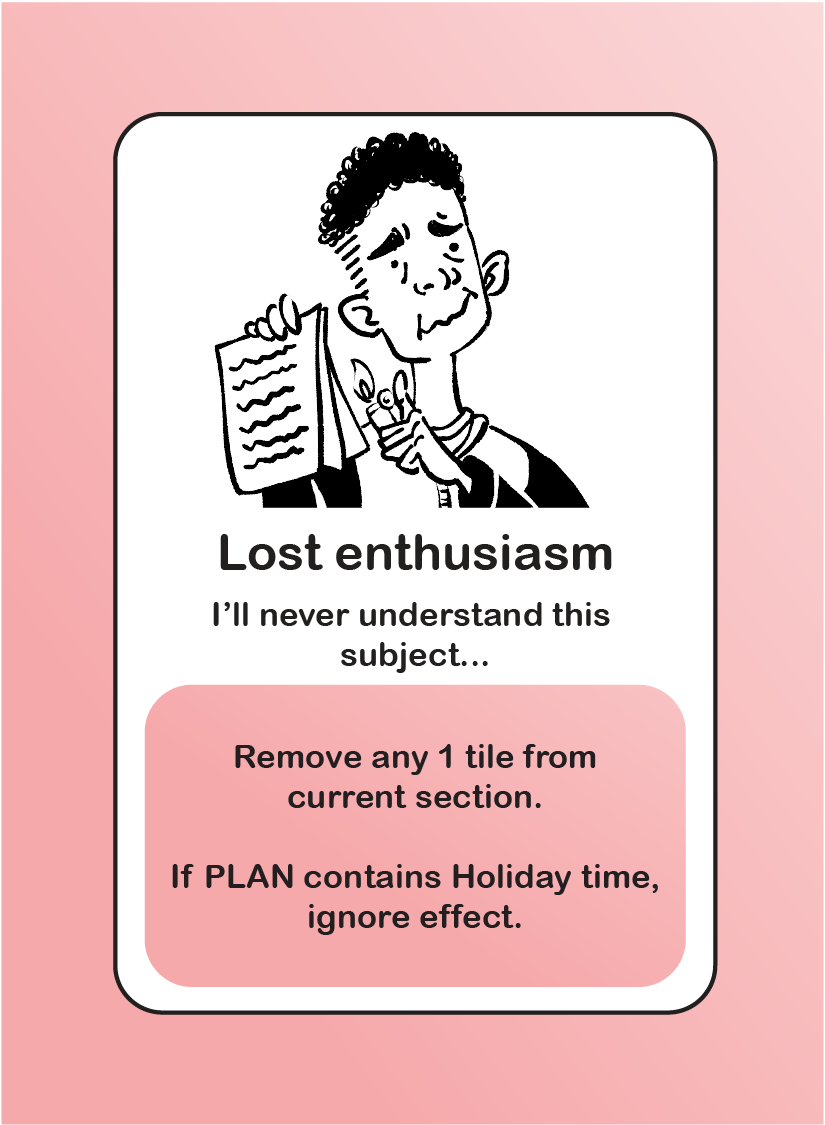 Lost enthusiasm
I’ll never understand this
subject...
Remove any 1 tile from
current section.
If PLAN contains Holiday time,
ignore effect.